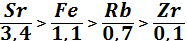 Sr/3,4 > Fe/1,1 > Rb/0,7 > Zr/0,1